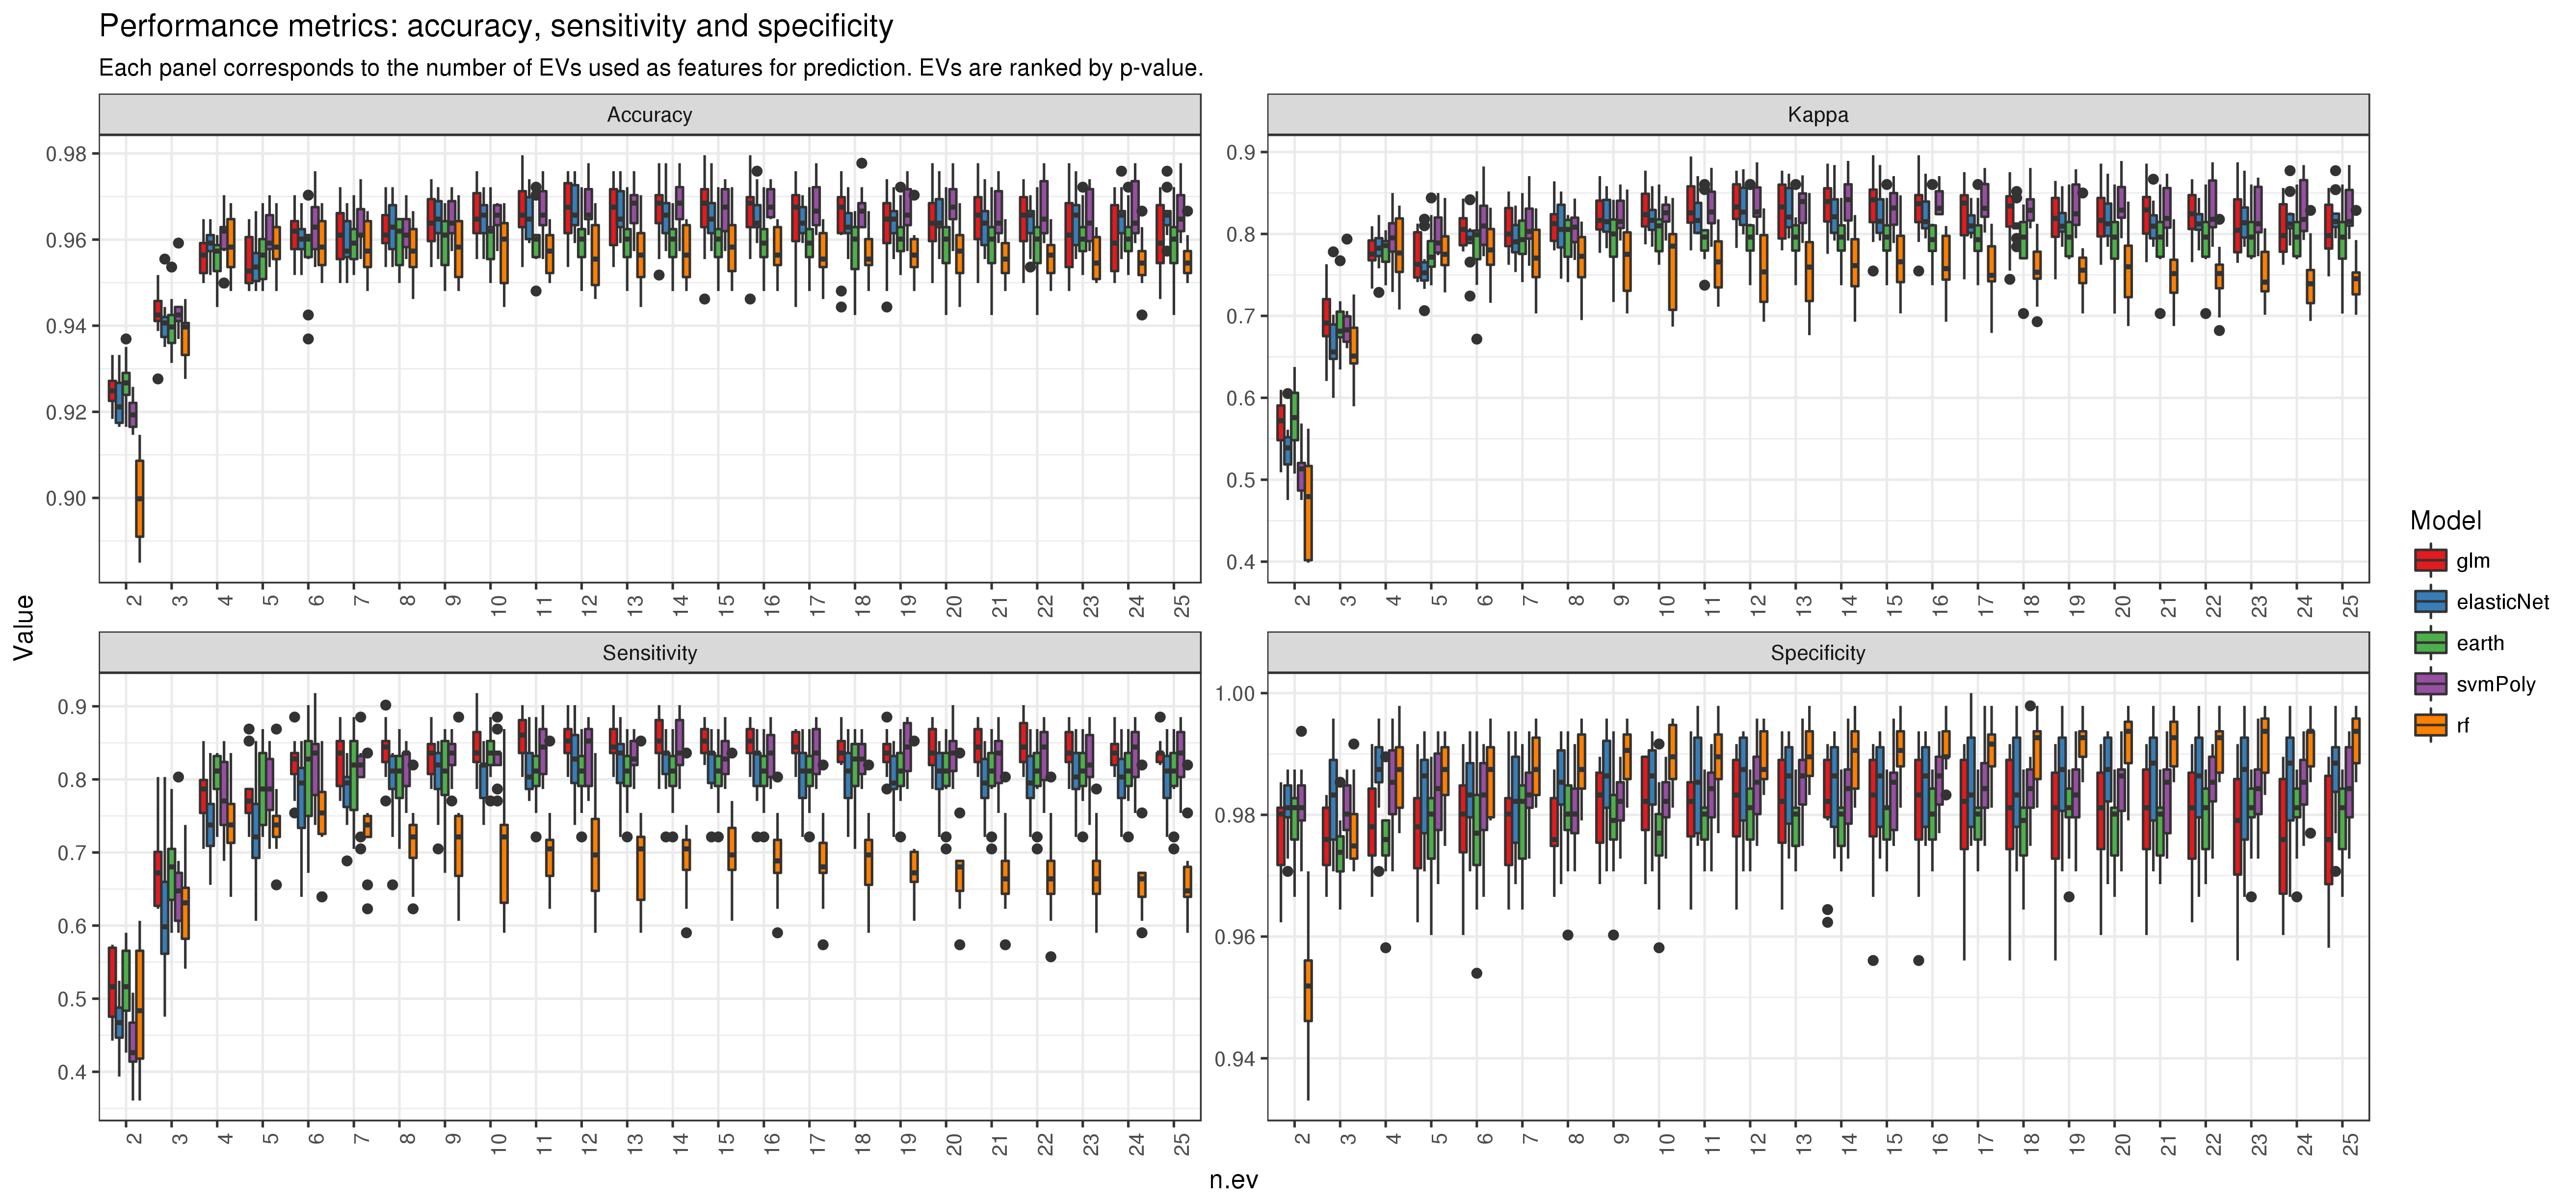 Performance metrics: accuracy, sensitivity and specificity
Each panel corresponds to the number of EVs used as features for prediction. EVs are ranked by p-value.
Accuracy
0.98
0.96
0.94
0.92
0.90
2 3 4 5 6 7 8 9 10 11 12 13 14 15 16 17 18 19 20 21 22 23 24 25
Kappa
0.9
0.8
0.7
0.6
0.5
0.4
2 3 4 5 6 7 8 9 10 11 12 13 14 15 16 17 18 19 20 21 22 23 24 25
Value
Sensitivity
0.9
0.8
0.7
0.6
0.5
0.4
2 3 4 5 6 7 8 9 10 11 12 13 14 15 16 17 18 19 20 21 22 23 24 25
Specificity
1.00
0.98
0.96
0.94
2 3 4 5 6 7 8 9 10 11 12 13 14 15 16 17 18 19 20 21 22 23 24 25
n.ev
Model
glm
elasticNet
earth
svmPoly
rf